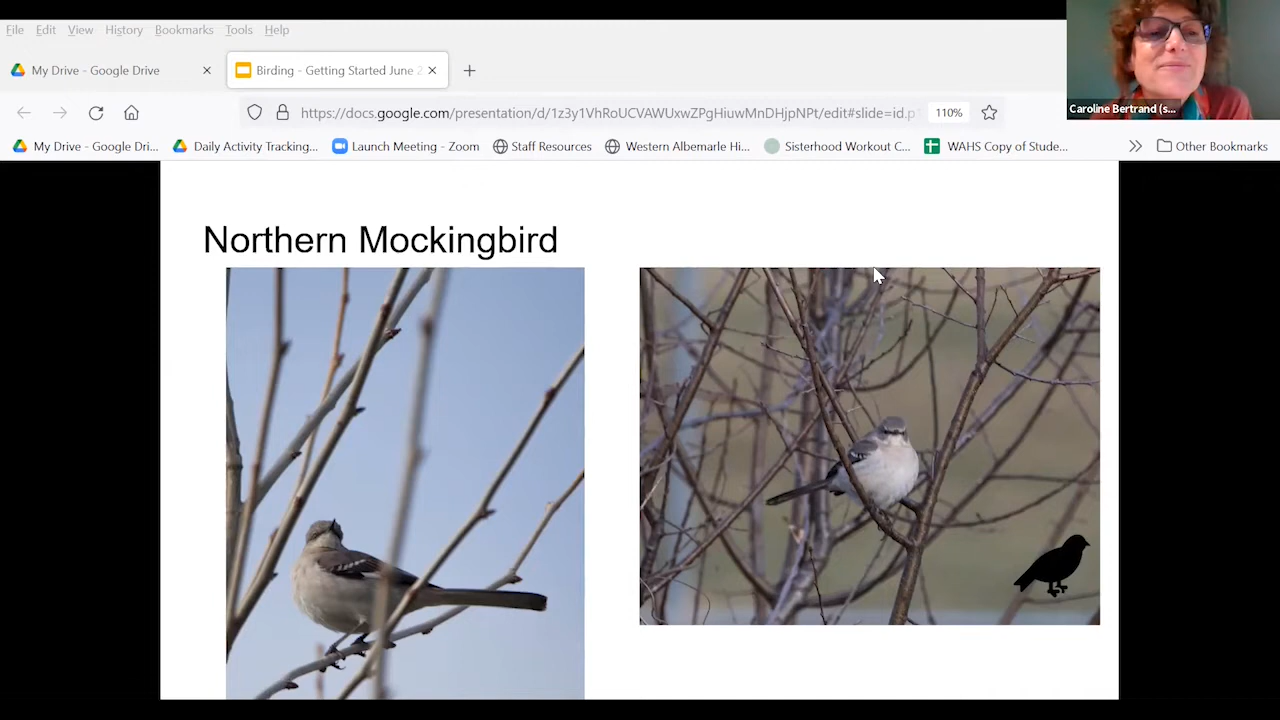 File Edit View History Bookmarks Tools Help
My Drive - Google Drive
Birding - Getting Started June 2
https://docs.google.com/presentation/d/1z3y1VhRoUCVAWUxwZPgHiuwMnDHjpNPt/edit#slide=id.p1
110%
Caroline Bertrand (s...
My Drive - Google Dri...
Daily Activity Tracking...
Launch Meeting - Zoom
Staff Resources
Western Albemarle Hi...
Sisterhood Workout C...
WAHS Copy of Stude...
Other Bookmarks
Northern Mockingbird